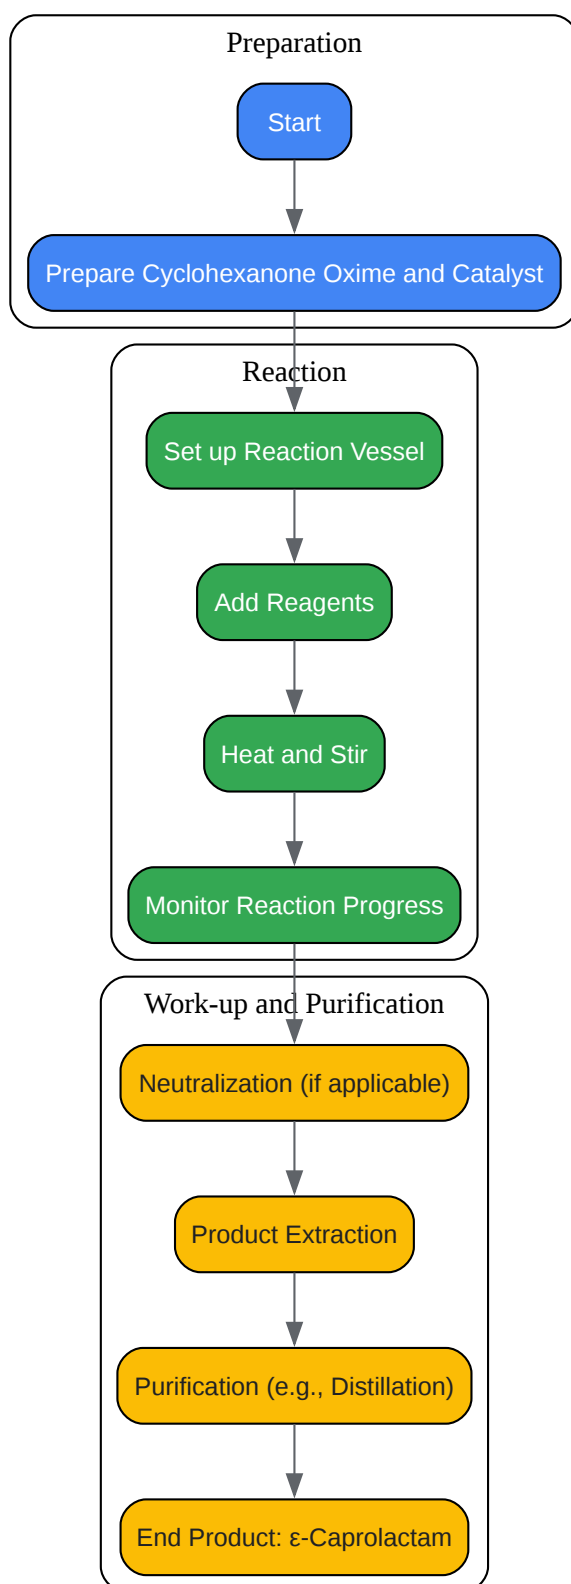 Preparation
Start
Prepare Cyclohexanone Oxime and Catalyst
Reaction
Set up Reaction Vessel
Add Reagents
Heat and Stir
Monitor Reaction Progress
Work-up and Purification
Neutralization (if applicable)
Product Extraction
Purification (e.g., Distillation)
End Product: ε-Caprolactam